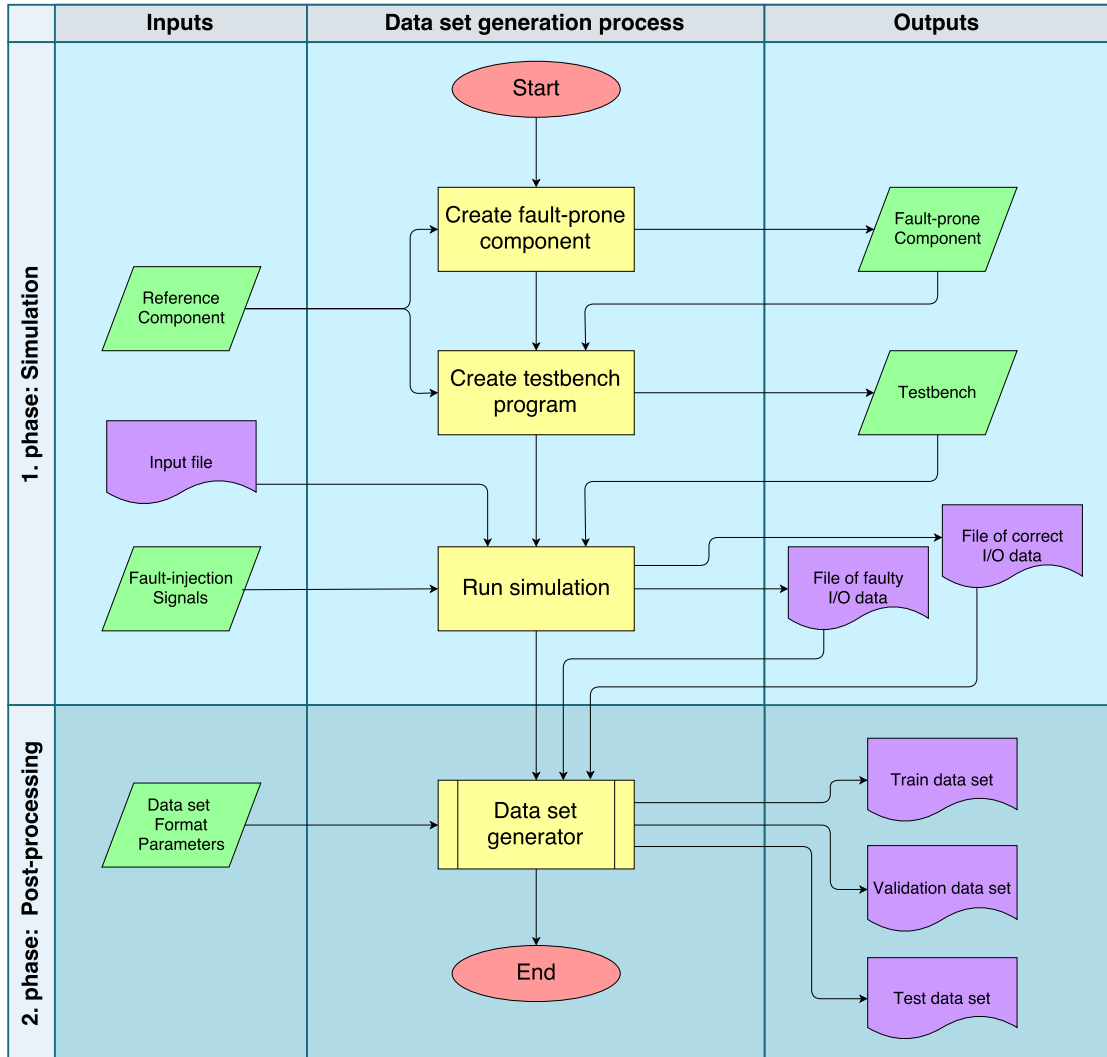 Inputs
Data set generation process
Outputs
1. phase: Simulation
Start
Create fault-prone
component
Fault-prone
Component
Reference
Component
Create testbench
program
Testbench
Input file
Fault-injection
Signals
Run simulation
File of faulty
I/O data
File of correct
I/O data
2. phase: Post-processing
Data set
Format
Parameters
Data set
generator
Train data set
Validation data set
Test data set
End